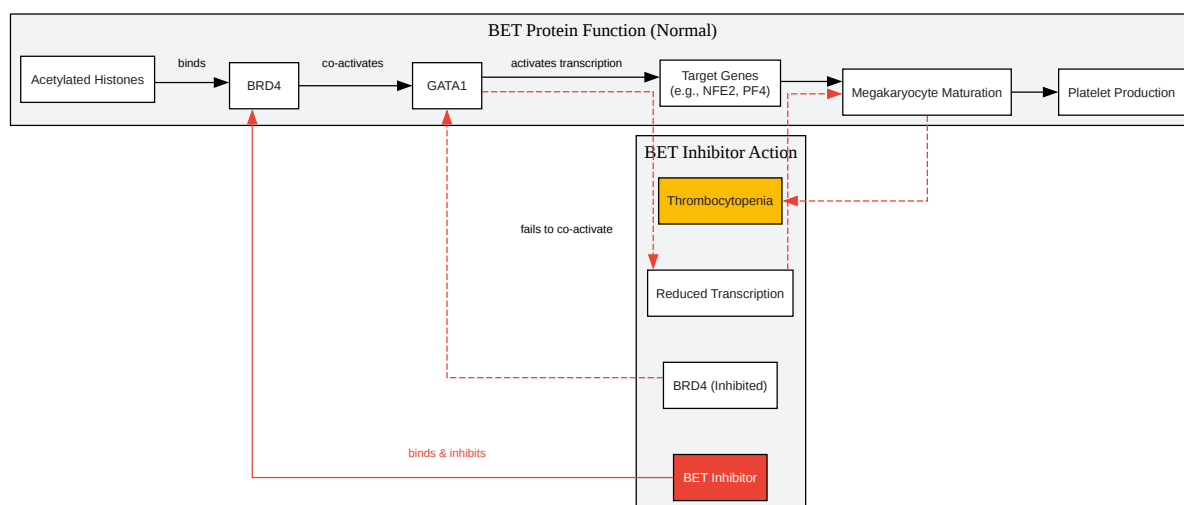 BET Protein Function (Normal)
binds
co-activates
activates transcription
Acetylated Histones
BRD4
GATA1
Target Genes
(e.g., NFE2, PF4)
Megakaryocyte Maturation
Platelet Production
BET Inhibitor Action
Thrombocytopenia
fails to co-activate
Reduced Transcription
BRD4 (Inhibited)
binds & inhibits
BET Inhibitor